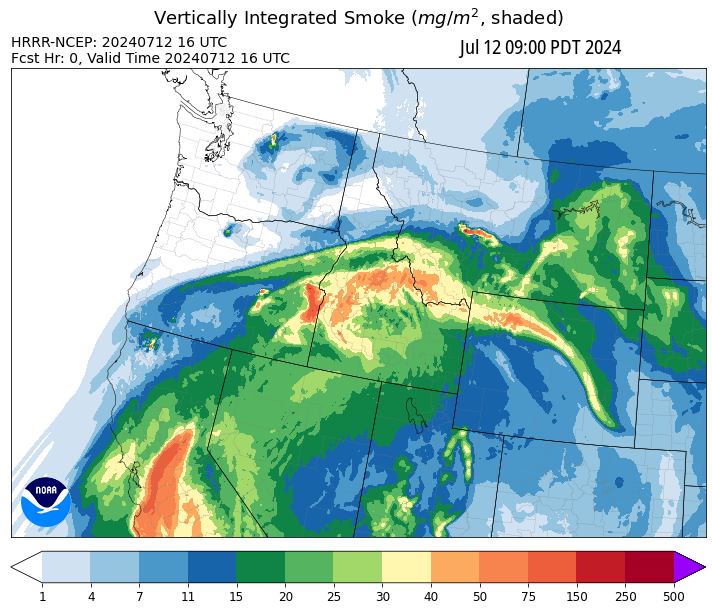 Vertically Integrated Smoke (mg/m², shaded)
HRRR-NCEP: 20240712 16 UTC
Jul 12 09:00 PDT 2024
Fcst Hr: 0, Valid Time 20240712 16 UTC
NOAA
1 4 7 11 15 20 25 30 40 50 75 150 250 500